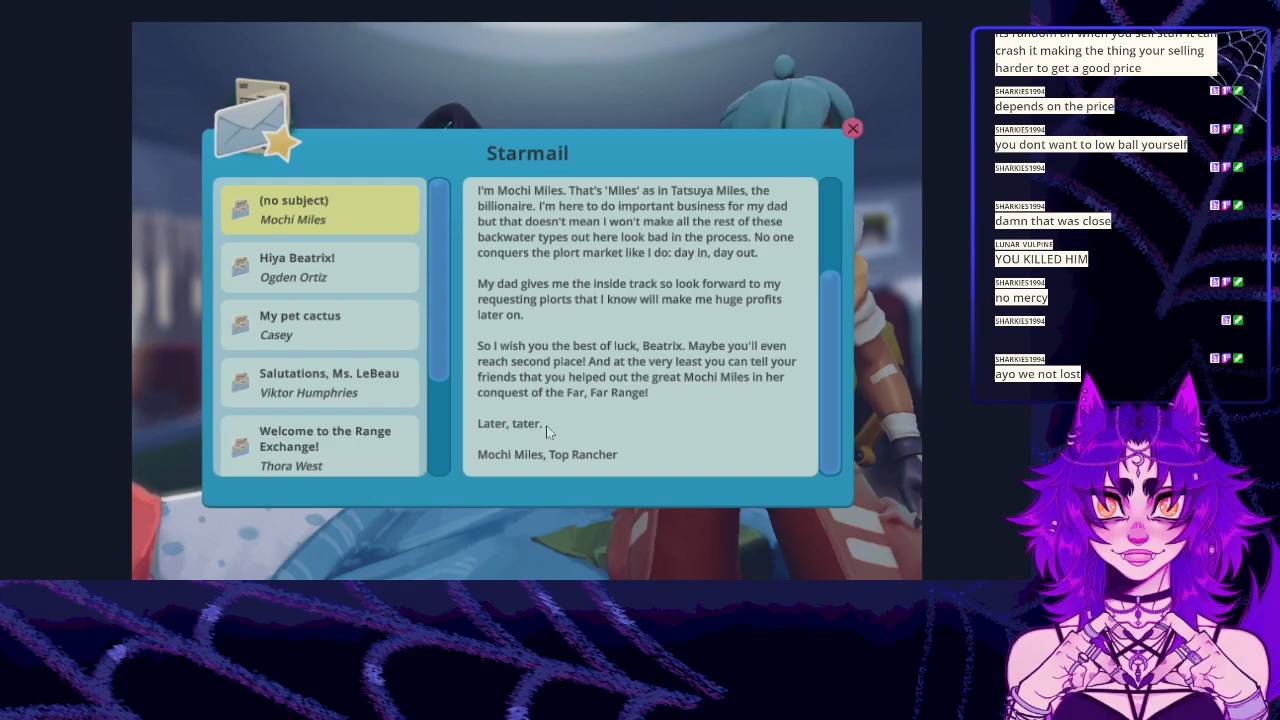 Starmail
(no subject)
Mochi Miles
Hiya Beatrix!
Ogden Ortiz
My pet cactus
Casey
Salutations, Ms. LeBeau
Viktor Humphries
Welcome to the Range
Exchange!
Thora West
I'm Mochi Miles. That's 'Miles' as in Tatsuya Miles, the
billionaire. I'm here to do important business for my dad
but that doesn't mean I won't make all the rest of these
backwater types out here look bad in the process. No one
conquers the plort market like I do: day in, day out.
My dad gives me the inside track so look forward to my
requesting plorts that I know will make me huge profits
later on.
So I wish you the best of luck, Beatrix. Maybe you'll even
reach second place! And at the very least you can tell your
friends that you helped out the great Mochi Miles in her
conquest of the Far, Far Range!
Later, tater.
Mochi Miles, Top Rancher
crash it making the thing your selling
harder to get a good price
SHARKIES1994
depends on the price
SHARKIES1994
you dont want to low ball yourself
SHARKIES1994
SHARKIES1994
damn that was close
LUNAR VULPINE
YOU KILLED HIM
SHARKIES1994
no mercy
SHARKIES1994
SHARKIES1994
ayo we not lost